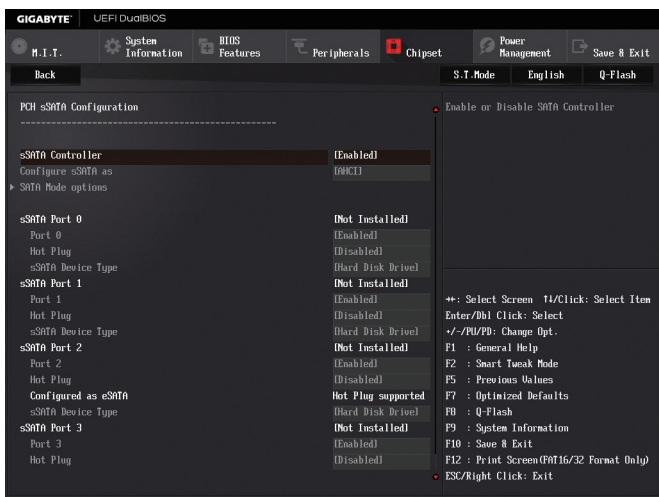 GIGABYTE™ UEFI DualBIOS
M.I.T. System Information BIOS Features Peripherals Chipset Power Management Save & Exit
Back S.T.Mode English Q-Flash
PCH sSATA Configuration
Enable or Disable SATA Controller
----------------------------------------------------
sSATA Controller [Enabled]
Configure sSATA as [AHCI]
SATA Mode options
sSATA Port 0 [Not Installed]
Port 0 [Enabled]
Hot Plug [Disabled]
sSATA Device Type [Hard Disk Drive]
sSATA Port 1 [Not Installed]
Port 1 [Enabled]
Hot Plug [Disabled]
sSATA Device Type [Hard Disk Drive]
sSATA Port 2 [Not Installed]
Port 2 [Enabled]
Hot Plug [Disabled]
Configured as eSATA Hot Plug supported
sSATA Device Type [Hard Disk Drive]
sSATA Port 3 [Not Installed]
Port 3 [Enabled]
Hot Plug [Disabled]
→←: Select Screen ↑↓/Click: Select Item
Enter/Dbl Click: Select
+/-/PU/PD: Change Opt.
F1 : General Help
F2 : Smart Tweak Mode
F5 : Previous Values
F7 : Optimized Defaults
F8 : Q-Flash
F9 : System Information
F10 : Save & Exit
F12 : Print Screen(FAT16/32 Format Only)
ESC/Right Click: Exit